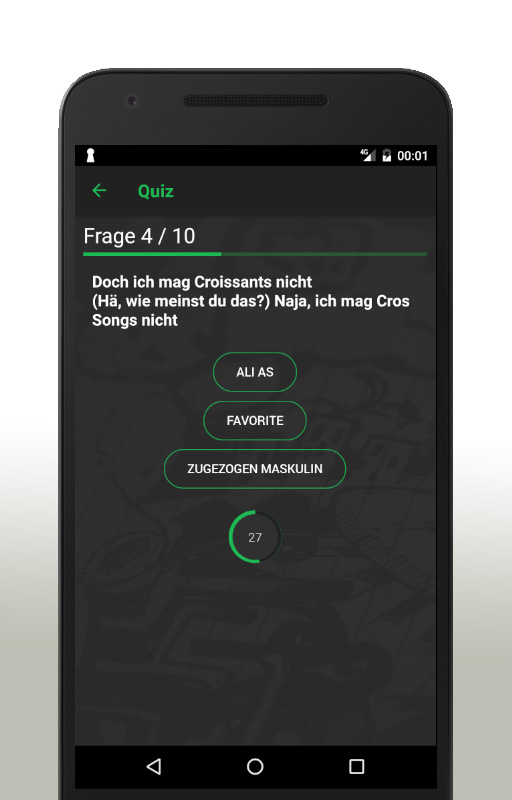 4G 00:01
Quiz
Frage 4 / 10
Doch ich mag Croissants nicht
(Hä, wie meinst du das?) Naja, ich mag Cros
Songs nicht
ALI AS
FAVORITE
ZUGEZOGEN MASKULIN
27